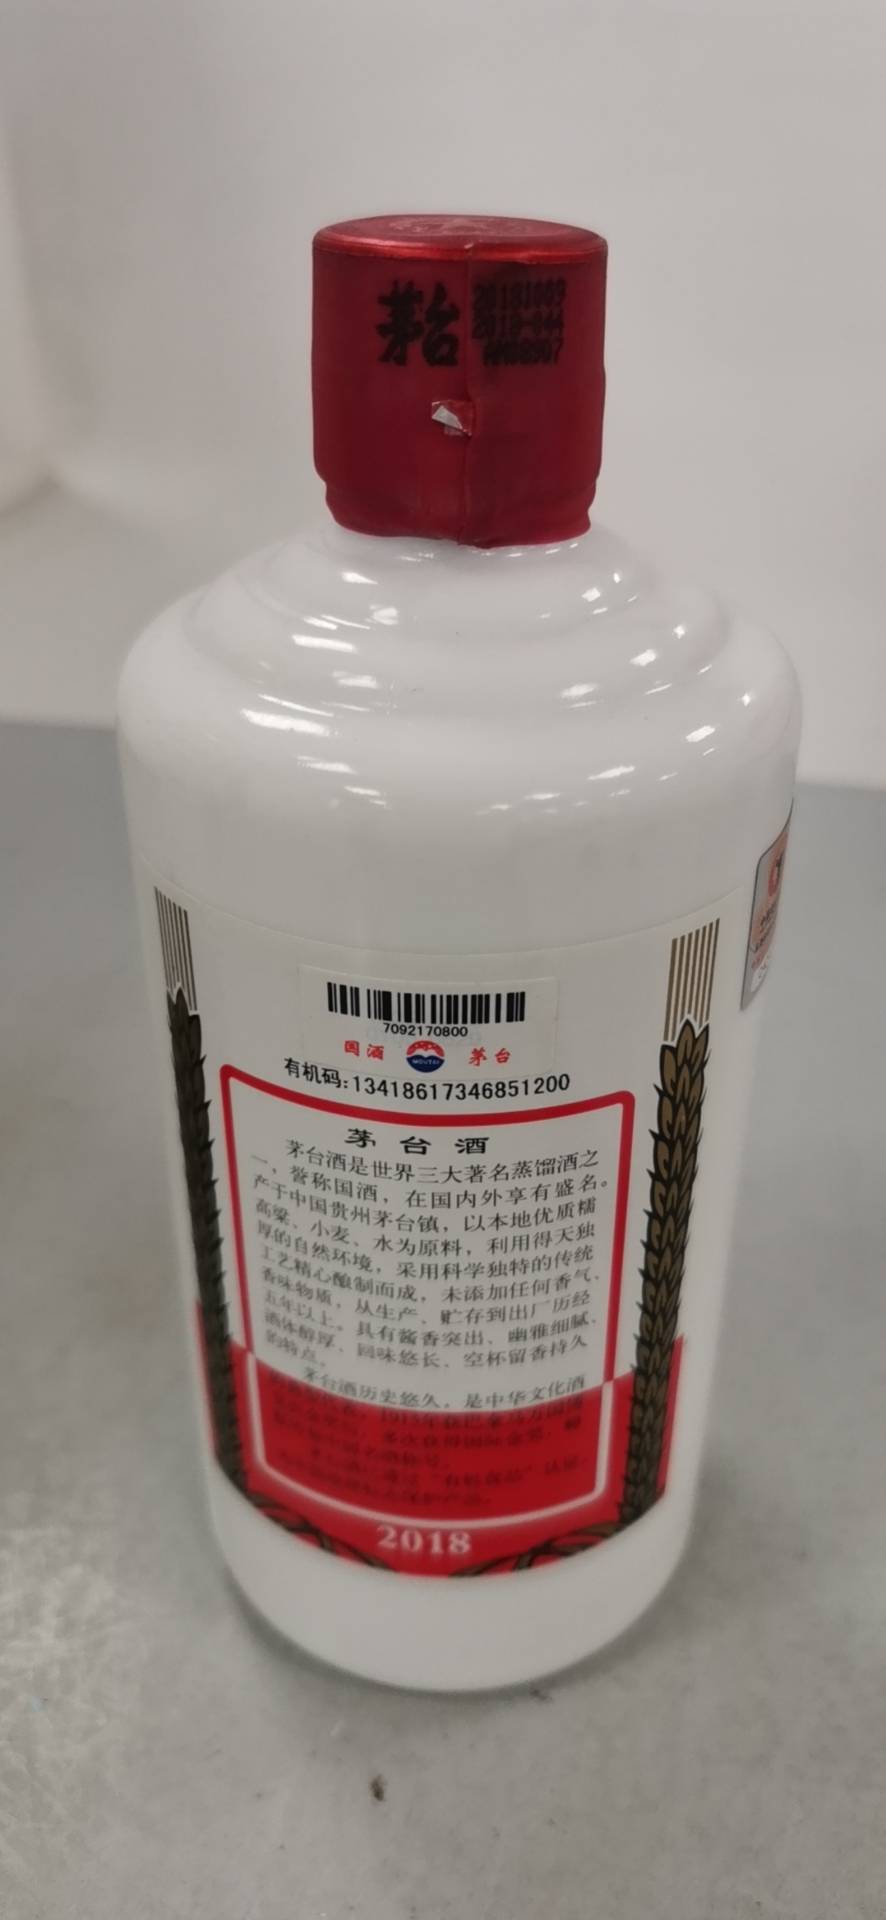 茅台
20181009
2018-044
7092170800
国酒 MOUTAI 茅台
有机码:13418617346851200
茅台酒
茅台酒是世界三大著名蒸馏酒之
一，誉称国酒，在国内外享有盛名。
产于中国贵州茅台镇，以本地优质糯
高粱、小麦、水为原料，利用得天独
厚的自然环境，采用科学独特的传统
工艺精心酿制而成，未添加任何香气、
香味物质，从生产、贮存到出厂历经
五年以上。具有酱香突出、幽雅细腻、
酒体醇厚、回味悠长、空杯留香持久
的特点。
茅台酒历史悠久，是中华文化酒
2018